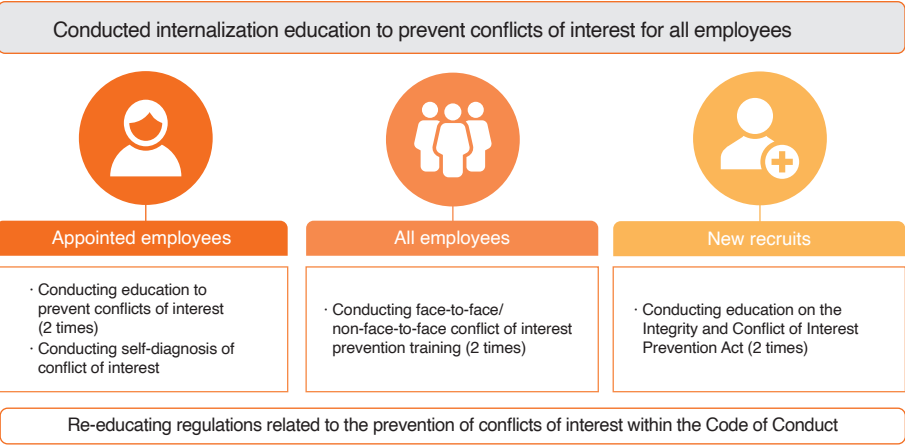 Conducted internalization education to prevent conflicts of interest for all employees
Appointed employees
· Conducting education to
prevent conflicts of interest
(2 times)
· Conducting self-diagnosis of
conflict of interest
All employees
· Conducting face-to-face/
non-face-to-face conflict of interest
prevention training (2 times)
New recruits
· Conducting education on the
Integrity and Conflict of Interest
Prevention Act (2 times)
Re-educating regulations related to the prevention of conflicts of interest within the Code of Conduct